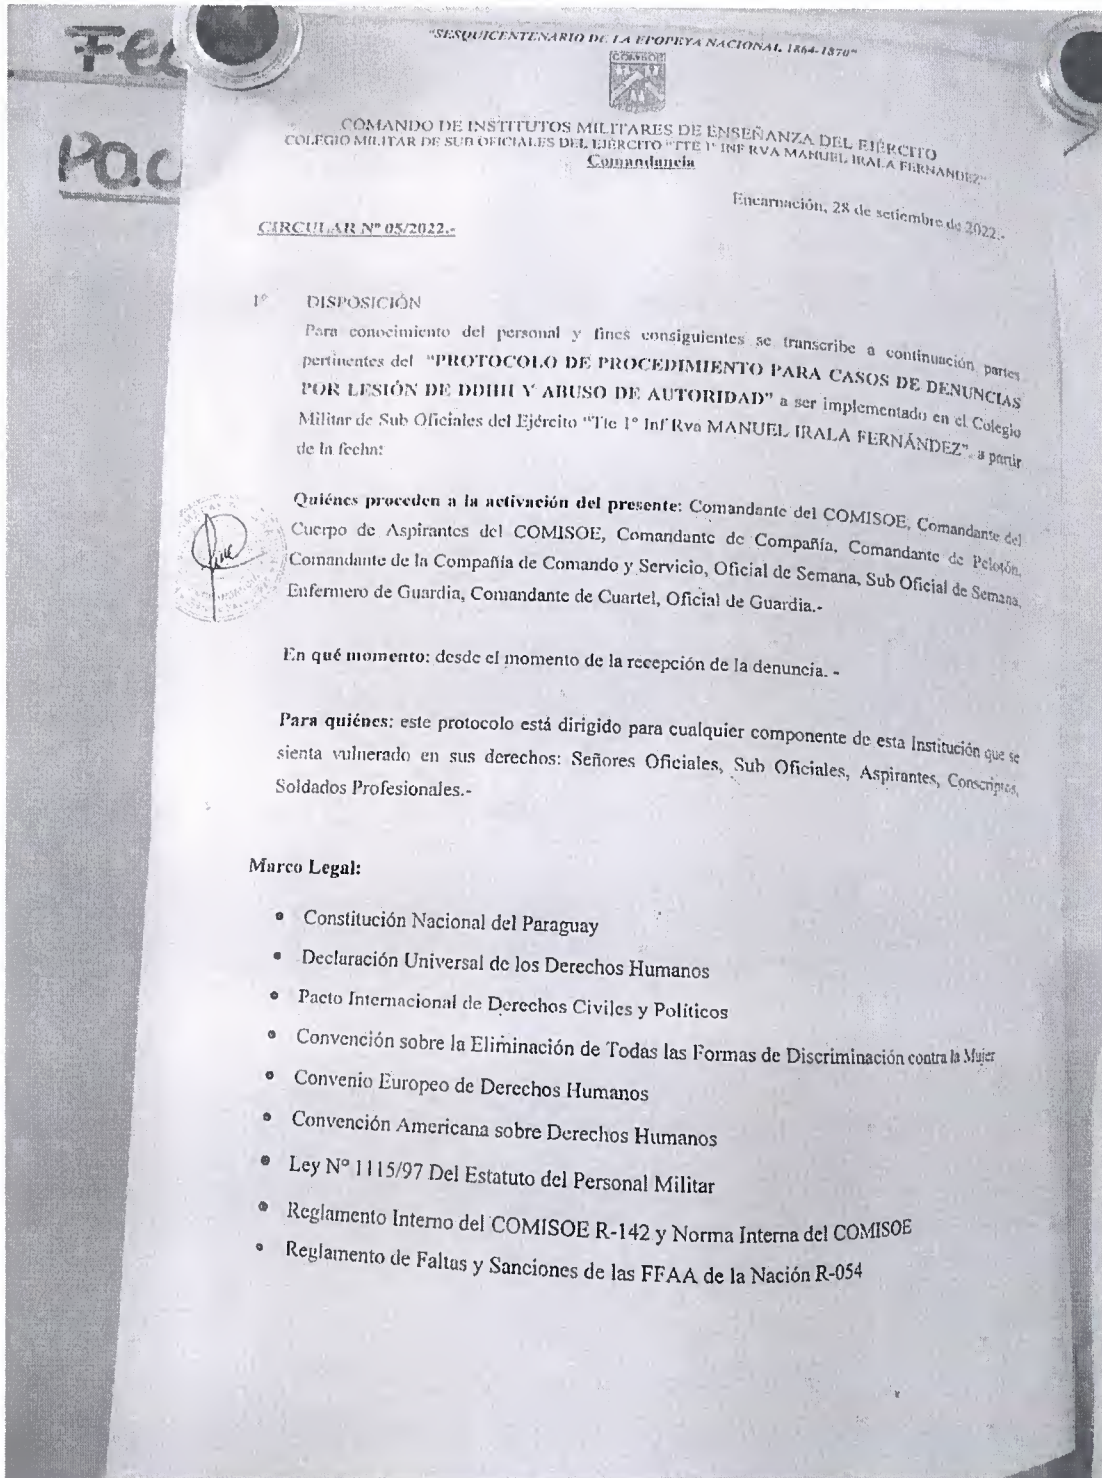 Fec
Pac
"SESQUICENTENARIO DE LA EPOPEYA NACIONAL 1864-1870"
COMISOE
COMANDO DE INSTITUTOS MILITARES DE ENSEÑANZA DEL EJÉRCITO
COLEGIO MILITAR DE SUB OFICIALES DEL EJÉRCITO "TTE 1º INF RVA MANUEL IRALA FERNANDEZ"
Comandancia
Encarnación, 28 de setiembre de 2022.-
CIRCULAR Nº 05/2022.-
1º DISPOSICIÓN
Para conocimiento del personal y fines consiguientes se transcribe a continuación partes
pertinentes del "PROTOCOLO DE PROCEDIMIENTO PARA CASOS DE DENUNCIAS
POR LESIÓN DE DDHH Y ABUSO DE AUTORIDAD" a ser implementado en el Colegio
Militar de Sub Oficiales del Ejército "Tte 1º Inf Rva MANUEL IRALA FERNÁNDEZ", a partir
de la fecha:
Quiénes proceden a la activación del presente: Comandante del COMISOE, Comandante del
Cuerpo de Aspirantes del COMISOE, Comandante de Compañía, Comandante de Pelotón,
Comandante de la Compañía de Comando y Servicio, Oficial de Semana, Sub Oficial de Semana,
Enfermero de Guardia, Comandante de Cuartel, Oficial de Guardia.-
En qué momento: desde el momento de la recepción de la denuncia. -
Para quiénes: este protocolo está dirigido para cualquier componente de esta Institución que se
sienta vulnerado en sus derechos: Señores Oficiales, Sub Oficiales, Aspirantes, Conscriptos,
Soldados Profesionales.-
Marco Legal:
• Constitución Nacional del Paraguay
• Declaración Universal de los Derechos Humanos
• Pacto Internacional de Derechos Civiles y Políticos
• Convención sobre la Eliminación de Todas las Formas de Discriminación contra la Mujer
• Convenio Europeo de Derechos Humanos
• Convención Americana sobre Derechos Humanos
• Ley Nº 1115/97 Del Estatuto del Personal Militar
• Reglamento Interno del COMISOE R-142 y Norma Interna del COMISOE
• Reglamento de Faltas y Sanciones de las FFAA de la Nación R-054